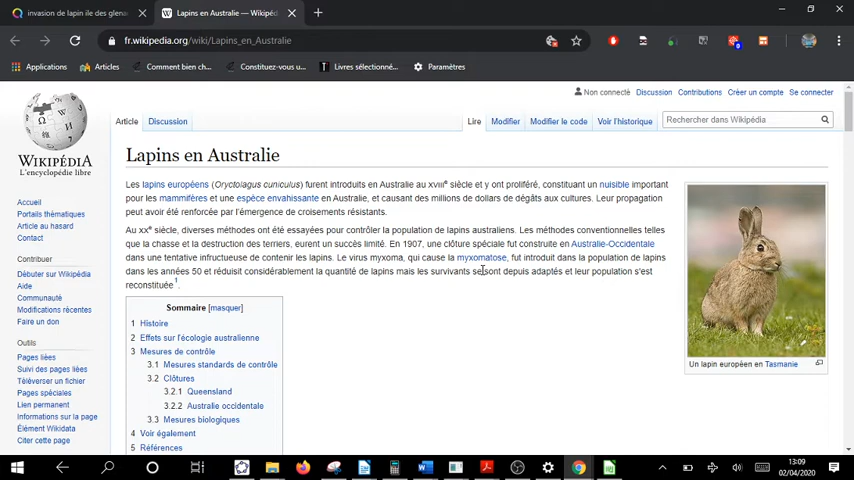 invasion de lapin ile des glena
Lapins en Australie — Wikipéd
fr.wikipedia.org/wiki/Lapins_en_Australie
Applications
Articles
Comment bien ch...
Constituez-vous u...
Livres sélectionné...
Paramètres
Non connecté Discussion Contributions Créer un compte Se connecter
Article Discussion
Lire Modifier Modifier le code Voir l'historique
Rechercher dans Wikipédia
WIKIPÉDIA
L'encyclopédie libre
Accueil
Portails thématiques
Article au hasard
Contact
Contribuer
Débuter sur Wikipédia
Aide
Communauté
Modifications récentes
Faire un don
Outils
Pages liées
Suivi des pages liées
Téléverser un fichier
Pages spéciales
Lien permanent
Informations sur la page
Élément Wikidata
Citer cette page
Lapins en Australie
Les lapins européens (Oryctolagus cuniculus) furent introduits en Australie au XVIIIe siècle et y ont proliféré, constituant un nuisible important
pour les mammifères et une espèce envahissante en Australie, et causant des millions de dollars de dégâts aux cultures. Leur propagation
peut avoir été renforcée par l'émergence de croisements résistants.
Au XXe siècle, diverses méthodes ont été essayées pour contrôler la population de lapins australiens. Les méthodes conventionnelles telles
que la chasse et la destruction des terriers, eurent un succès limité. En 1907, une clôture spéciale fut construite en Australie-Occidentale
dans une tentative infructueuse de contenir les lapins. Le virus myxoma, qui cause la myxomatose, fut introduit dans la population de lapins
dans les années 50 et réduisit considérablement la quantité de lapins mais les survivants se sont depuis adaptés et leur population s'est
reconstituée1.
Sommaire [masquer]
1 Histoire
2 Effets sur l'écologie australienne
3 Mesures de contrôle
3.1 Mesures standards de contrôle
3.2 Clôtures
3.2.1 Queensland
3.2.2 Australie occidentale
3.3 Mesures biologiques
4 Voir également
5 Références
Un lapin européen en Tasmanie
13:09
02/04/2020